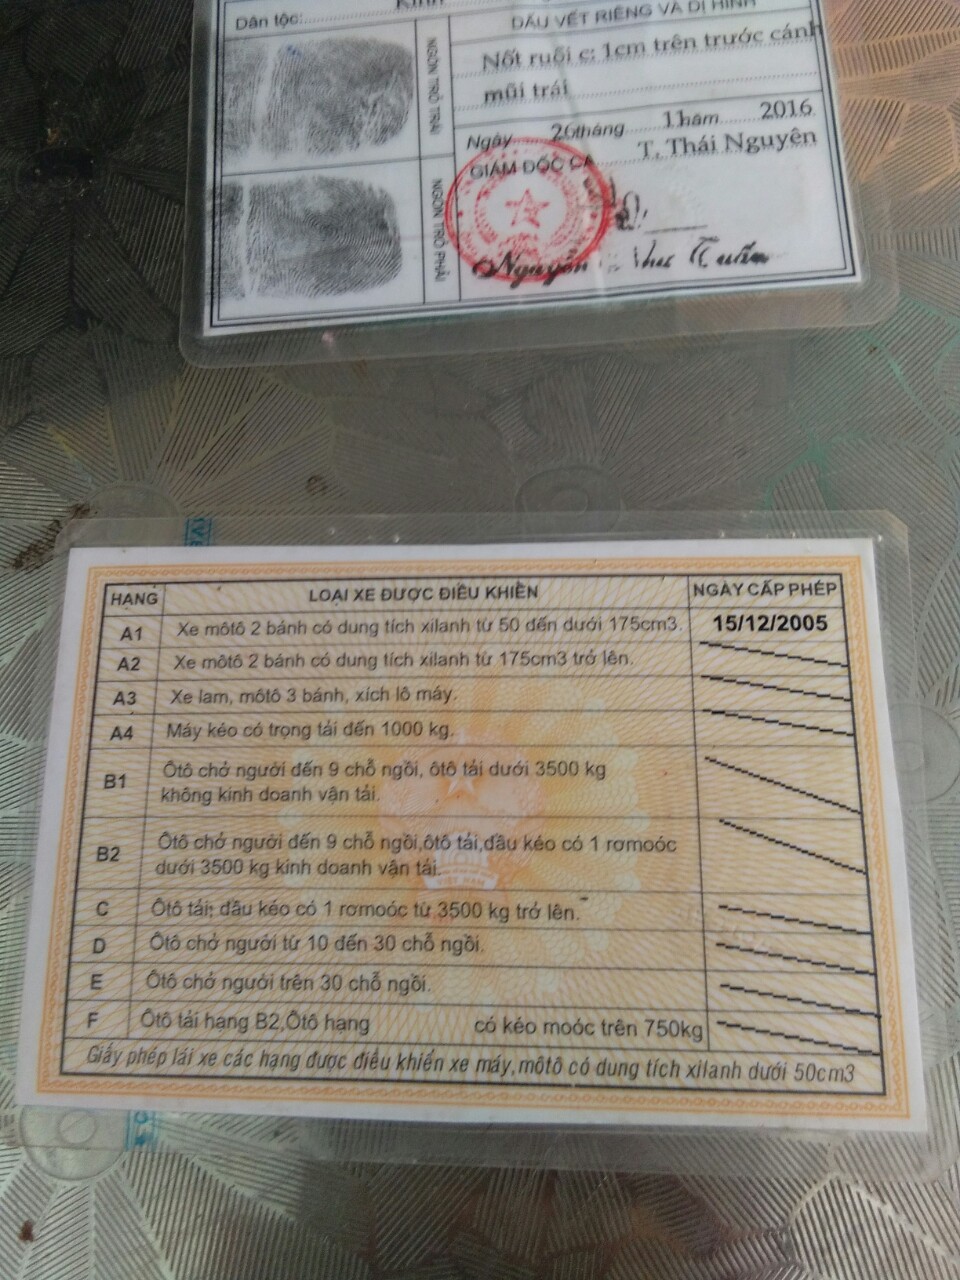 Dân tộc: Kinh
DẤU VẾT RIÊNG VÀ DỊ HÌNH
NGÓN TRỎ TRÁI
Nốt ruồi c: 1cm trên trước cánh
mũi trái
Ngày 26 tháng 11 năm 2016
GIÁM ĐỐC CA T. Thái Nguyên
NGÓN TRỎ PHẢI
Nguyễn Như Tuấn
HẠNG LOẠI XE ĐƯỢC ĐIỀU KHIỂN NGÀY CẤP PHÉP
A1 Xe môtô 2 bánh có dung tích xilanh từ 50 đến dưới 175cm3. 15/12/2005
A2 Xe môtô 2 bánh có dung tích xilanh từ 175cm3 trở lên.
A3 Xe lam, môtô 3 bánh, xích lô máy.
A4 Máy kéo có trọng tải đến 1000 kg.
B1 Ôtô chở người đến 9 chỗ ngồi, ôtô tải dưới 3500 kg
không kinh doanh vận tải.
B2 Ôtô chở người đến 9 chỗ ngồi,ôtô tải,đầu kéo có 1 rơmoóc
dưới 3500 kg kinh doanh vận tải.
VIỆT NAM
C Ôtô tải; đầu kéo có 1 rơmoóc từ 3500 kg trở lên.
D Ôtô chở người từ 10 đến 30 chỗ ngồi.
E Ôtô chở người trên 30 chỗ ngồi.
F Ôtô tải hạng B2,Ôtô hạng có kéo moóc trên 750kg
Giấy phép lái xe các hạng được điều khiển xe máy,môtô có dung tích xilanh dưới 50cm3